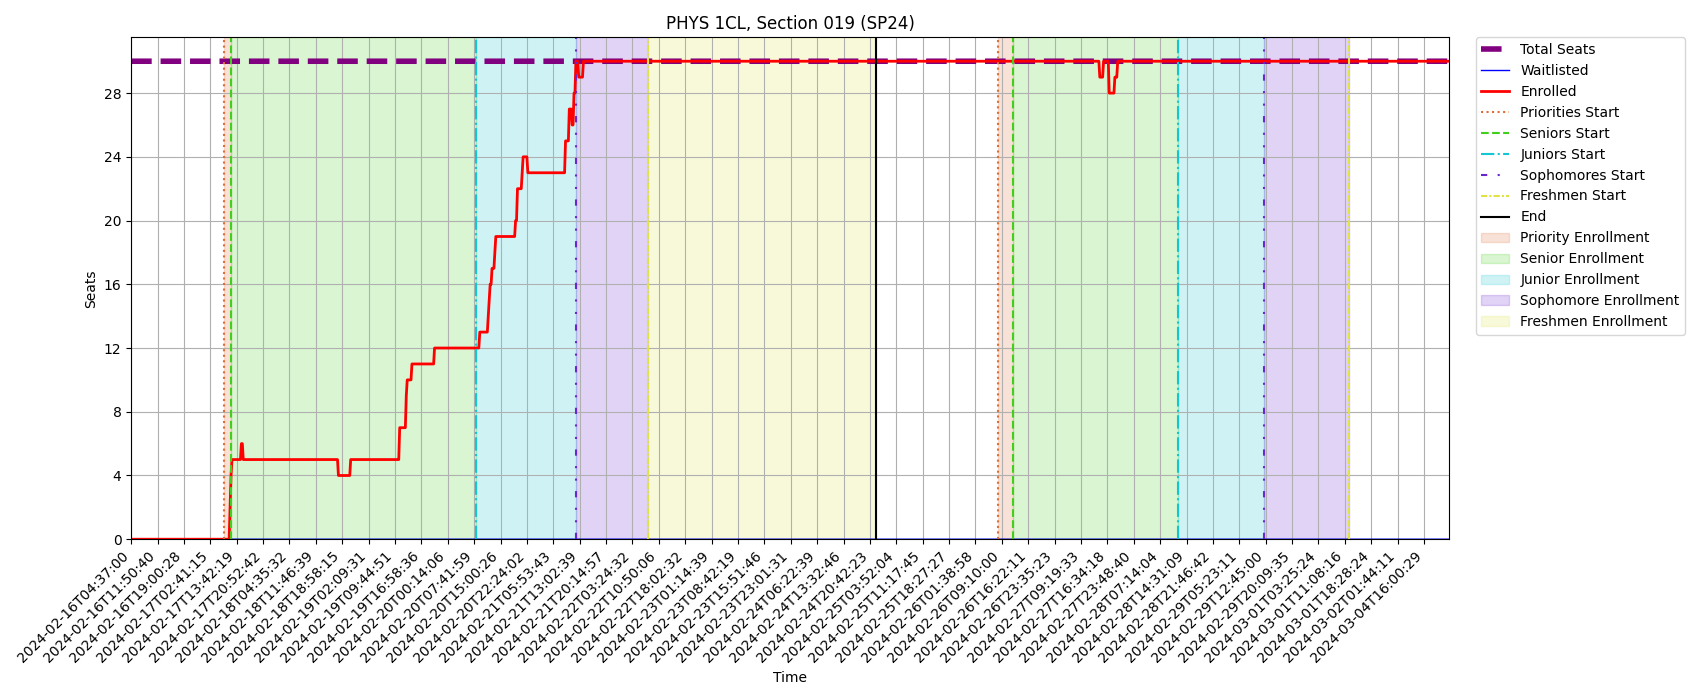 PHYS 1CL, Section 019 (SP24)
Total Seats
Waitlisted
Enrolled
Priorities Start
Seniors Start
Juniors Start
Sophomores Start
Freshmen Start
End
Priority Enrollment
Senior Enrollment
Junior Enrollment
Sophomore Enrollment
Freshmen Enrollment
Seats
28
24
20
16
12
8
4
0
2024-02-16T04:37:00
2024-02-16T11:50:40
2024-02-16T19:00:28
2024-02-17T02:41:15
2024-02-17T13:42:19
2024-02-17T20:52:42
2024-02-18T04:35:32
2024-02-18T11:46:39
2024-02-18T18:58:15
2024-02-19T02:09:31
2024-02-19T09:44:51
2024-02-19T16:58:36
2024-02-20T00:14:06
2024-02-20T07:41:59
2024-02-20T15:00:26
2024-02-20T22:24:02
2024-02-21T05:53:43
2024-02-21T13:02:39
2024-02-21T20:14:57
2024-02-22T03:24:32
2024-02-22T10:50:06
2024-02-22T18:02:32
2024-02-23T01:14:39
2024-02-23T08:42:19
2024-02-23T15:51:46
2024-02-23T23:01:31
2024-02-24T06:22:39
2024-02-24T13:32:46
2024-02-24T20:42:23
2024-02-25T03:52:04
2024-02-25T11:17:45
2024-02-25T18:27:27
2024-02-26T01:38:58
2024-02-26T09:10:00
2024-02-26T16:22:11
2024-02-26T23:35:23
2024-02-27T09:19:33
2024-02-27T16:34:18
2024-02-27T23:48:40
2024-02-28T07:14:04
2024-02-28T14:31:09
2024-02-28T21:46:42
2024-02-29T05:23:11
2024-02-29T12:45:00
2024-02-29T20:09:35
2024-03-01T03:25:24
2024-03-01T11:08:16
2024-03-01T18:28:24
2024-03-02T01:44:11
2024-03-04T16:00:29
Time